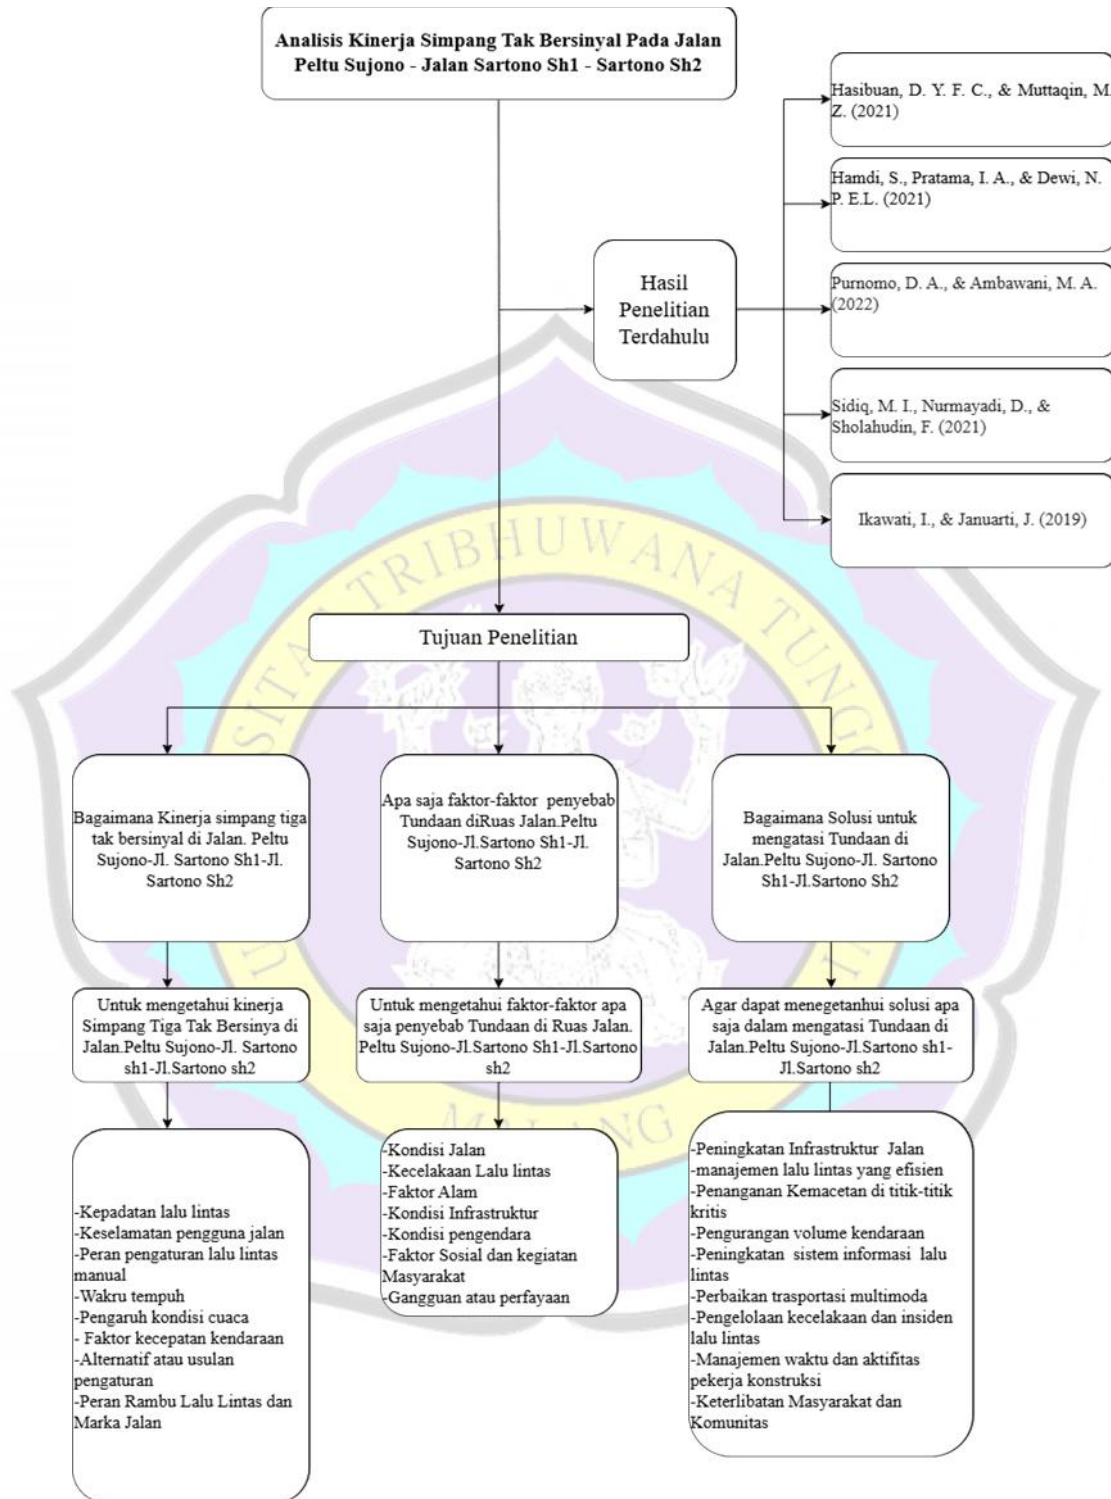 Analisis Kinerja Simpang Tak Bersinyal Pada Jalan
Peltu Sujono - Jalan Sartono Sh1 - Sartono Sh2
Hasibuan, D. Y. F. C., & Muttaqin, M.
Z. (2021)
Hamdi, S., Pratama, I. A., & Dewi, N.
P. E.L. (2021)
Hasil
Penelitian
Terdahulu
Purnomo, D. A., & Ambawani, M. A.
(2022)
Sidiq, M. I., Nurmayadi, D., &
Sholahudin, F. (2021)
Ikawati, I., & Januarti, J. (2019)
TRIBHUWANA TUNGG
SITA
U
MALANG
Tujuan Penelitian
Bagaimana Kinerja simpang tiga
tak bersinyal di Jalan. Peltu
Sujono-Jl. Sartono Sh1-Jl.
Sartono Sh2
Apa saja faktor-faktor penyebab
Tundaan diRuas Jalan.Peltu
Sujono-Jl.Sartono Sh1-Jl.
Sartono Sh2
Bagaimana Solusi untuk
mengatasi Tundaan di
Jalan.Peltu Sujono-Jl. Sartono
Sh1-Jl.Sartono Sh2
Untuk mengetahui kinerja
Simpang Tiga Tak Bersinya di
Jalan.Peltu Sujono-Jl. Sartono
sh1-Jl.Sartono sh2
Untuk mengetahui faktor-faktor apa
saja penyebab Tundaan di Ruas Jalan.
Peltu Sujono-Jl.Sartono Sh1-Jl.Sartono
sh2
Agar dapat menegetanhui solusi apa
saja dalam mengatasi Tundaan di
Jalan.Peltu Sujono-Jl.Sartono sh1-
Jl.Sartono sh2
-Kepadatan lalu lintas
-Keselamatan pengguna jalan
-Peran pengaturan lalu lintas
manual
-Wakru tempuh
-Pengaruh kondisi cuaca
- Faktor kecepatan kendaraan
-Alternatif atau usulan
pengaturan
-Peran Rambu Lalu Lintas dan
Marka Jalan
-Kondisi Jalan
-Kecelakaan Lalu lintas
-Faktor Alam
-Kondisi Infrastruktur
-Kondisi pengendara
-Faktor Sosial dan kegiatan
Masyarakat
-Gangguan atau perfayaan
-Peningkatan Infrastruktur Jalan
-manajemen lalu lintas yang efisien
-Penanganan Kemacetan di titik-titik
kritis
-Pengurangan volume kendaraan
-Peningkatan sistem informasi lalu
lintas
-Perbaikan trasportasi multimoda
-Pengelolaan kecelakaan dan insiden
lalu lintas
-Manajemen waktu dan aktifitas
pekerja konstruksi
-Keterlibatan Masyarakat dan
Komunitas